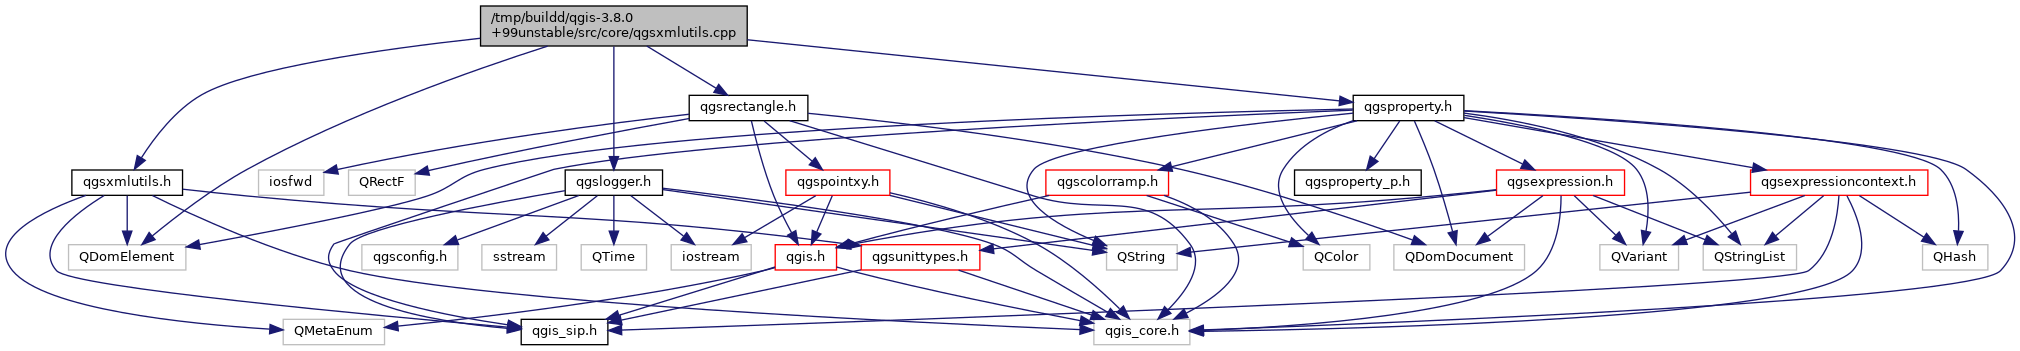 /tmp/buildd/qgis-3.8.0
+99unstable/src/core/qgsxmlutils.cpp
qgsrectangle.h
qgsproperty.h
qgsxmlutils.h
iosfwd
QRectF
qgslogger.h
qgspointxy.h
qgscolorramp.h
qgsproperty_p.h
qgsexpression.h
qgsexpressioncontext.h
QDomElement
qgsconfig.h
sstream
QTime
iostream
qgis.h
qgsunittypes.h
QString
QColor
QDomDocument
QVariant
QStringList
QHash
QMetaEnum
qgis_sip.h
qgis_core.h